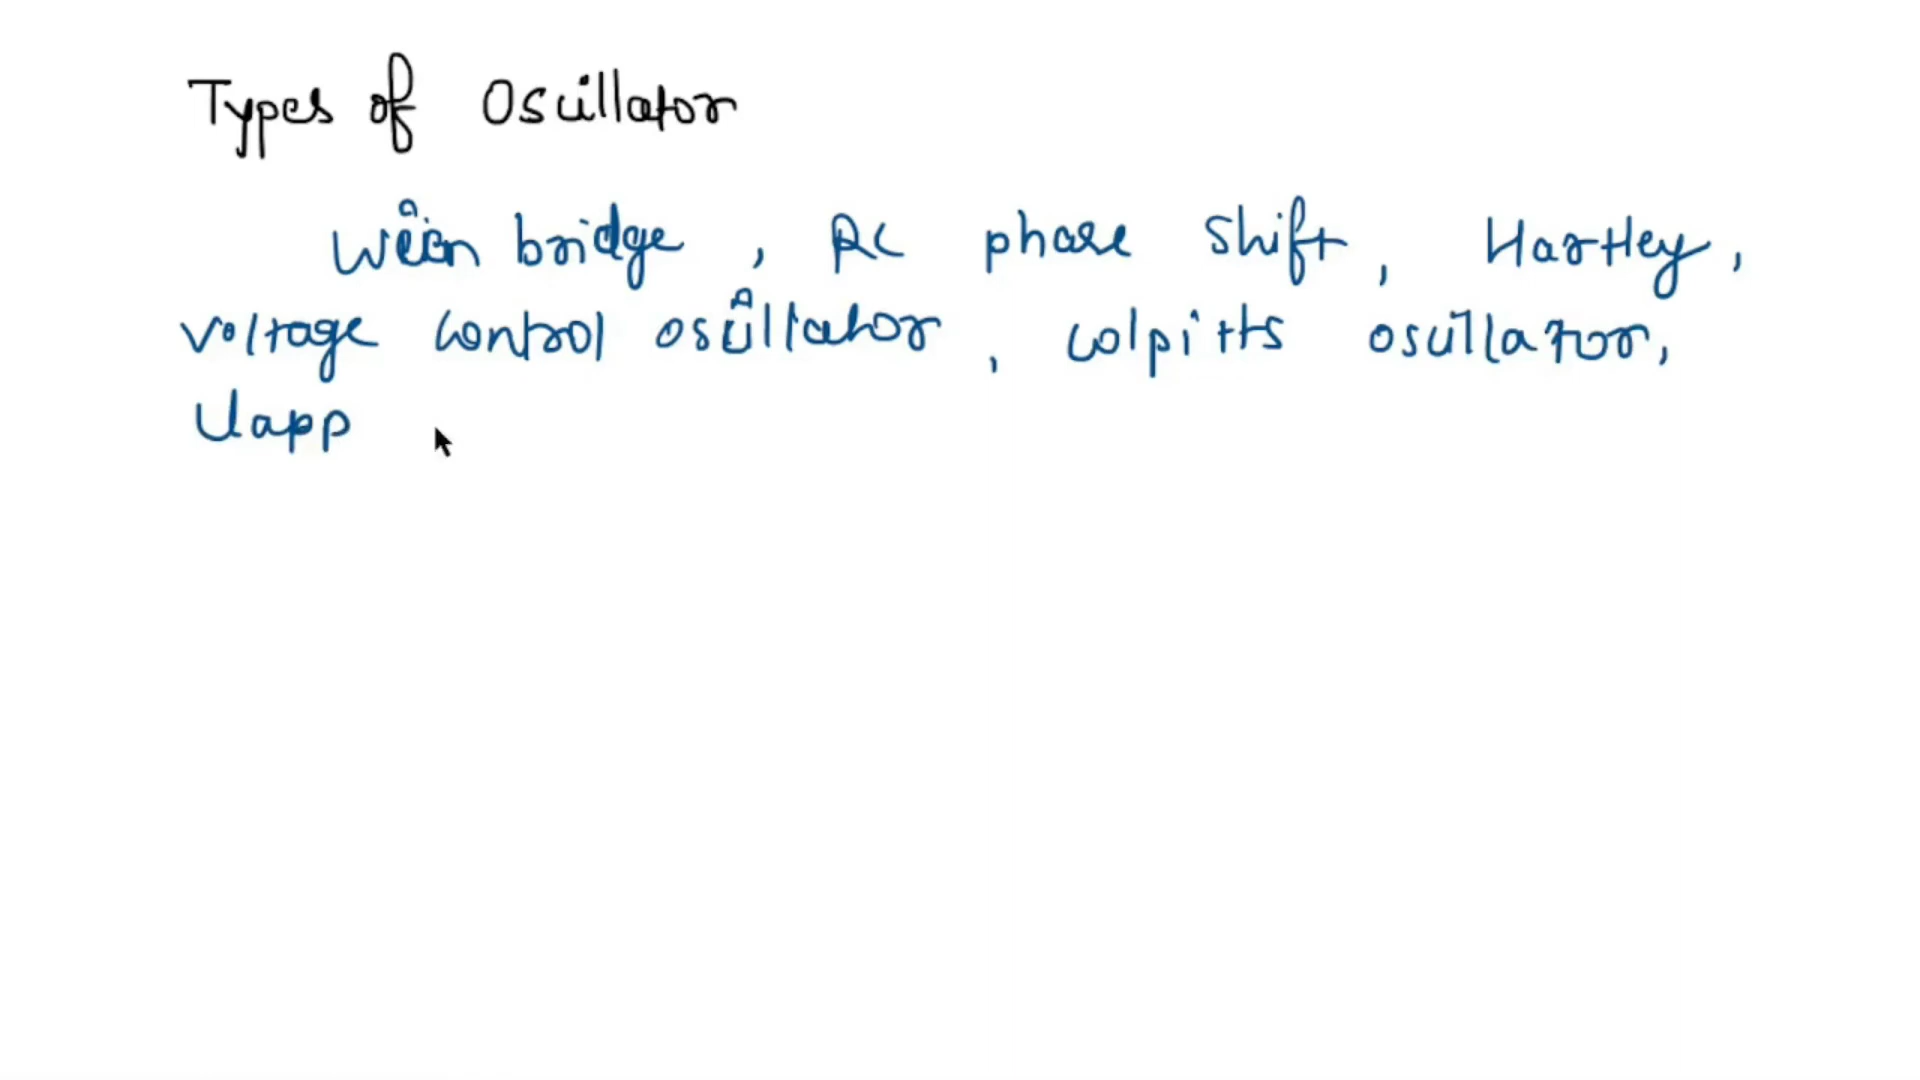 Types of Oscillator
Wein bridge , RC phase shift , Hartley ,
voltage control oscillator , colpitts oscillator ,
Clapp